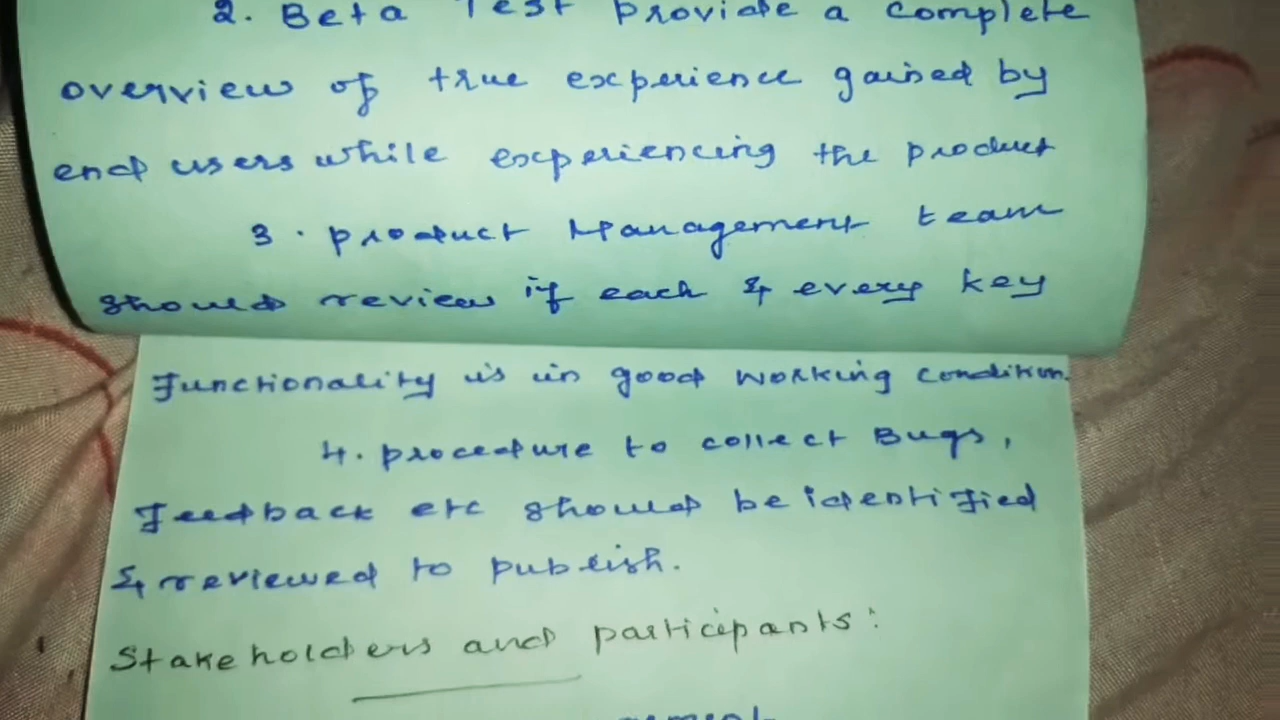 2. Beta Test provide a complete
overview of true experience gained by
end users while experiencing the product
3. product Management team
should review if each & every key
functionality is in good working condition.
4. procedure to collect Bugs,
feedback etc should be identified
& reviewed to publish.
Stakeholders and participants: